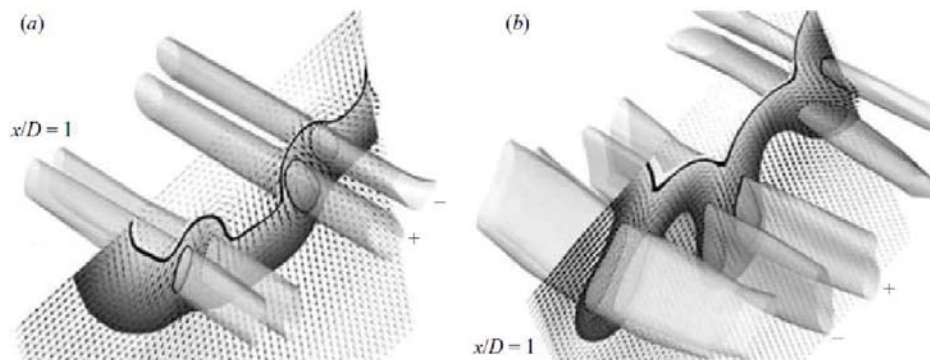 (a)
(b)
x/D = 1
−
+
+
−
x/D = 1